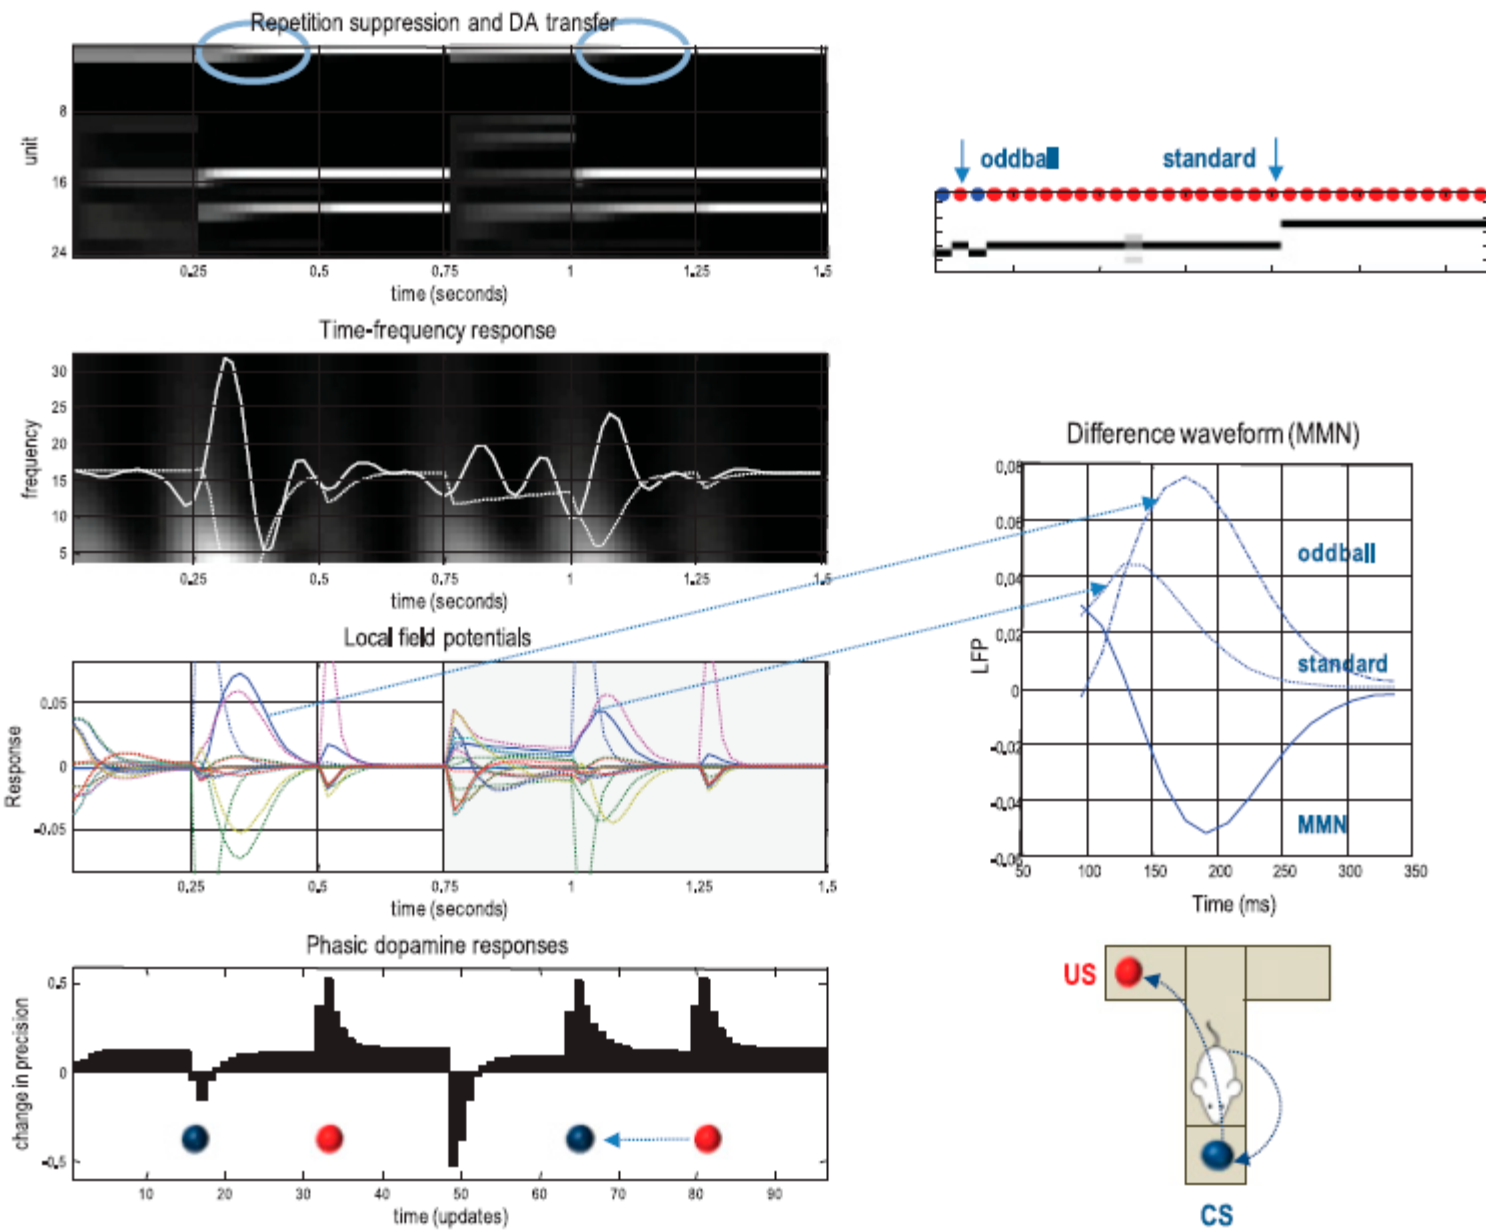 Repetition suppression and DA transfer
unit
8
16
24
0.25 0.5 0.75 1 1.25 1.5
time (seconds)
oddball standard
Time-frequency response
frequency
30
25
20
15
10
5
0.25 0.5 0.75 1 1.25 1.5
time (seconds)
Local field potentials
Response
0.05
0
-0.05
0.25 0.5 0.75 1 1.25 1.5
time (seconds)
Difference waveform (MMN)
LFP
0.08
0.06
0.04
0.02
0
-0.02
-0.04
-0.06
oddball
standard
MMN
50 100 150 200 250 300 350
Time (ms)
Phasic dopamine responses
change in precision
0.5
0
-0.5
10 20 30 40 50 60 70 80 90
time (updates)
US
CS